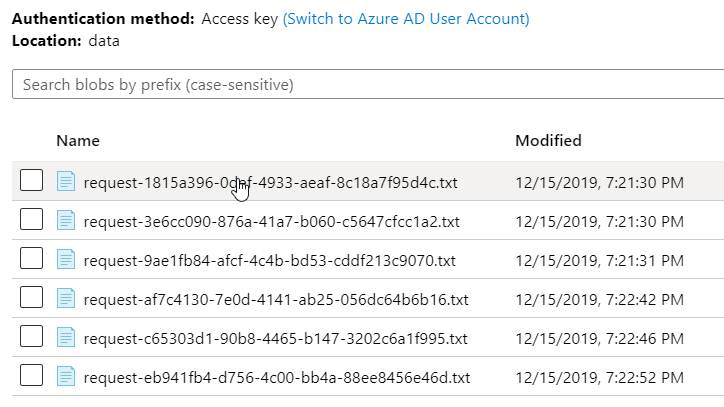 Authentication method: Access key (Switch to Azure AD User Account)
Location: data
Search blobs by prefix (case-sensitive)
Name Modified
request-1815a396-0def-4933-aeaf-8c18a7f95d4c.txt 12/15/2019, 7:21:30 PM
request-3e6cc090-876a-41a7-b060-c5647cfcc1a2.txt 12/15/2019, 7:21:30 PM
request-9ae1fb84-afcf-4c4b-bd53-cddf213c9070.txt 12/15/2019, 7:21:31 PM
request-af7c4130-7e0d-4141-ab25-056dc64b6b16.txt 12/15/2019, 7:22:42 PM
request-c65303d1-90b8-4465-b147-3202c6a1f995.txt 12/15/2019, 7:22:46 PM
request-eb941fb4-d756-4c00-bb4a-88ee8456e46d.txt 12/15/2019, 7:22:52 PM